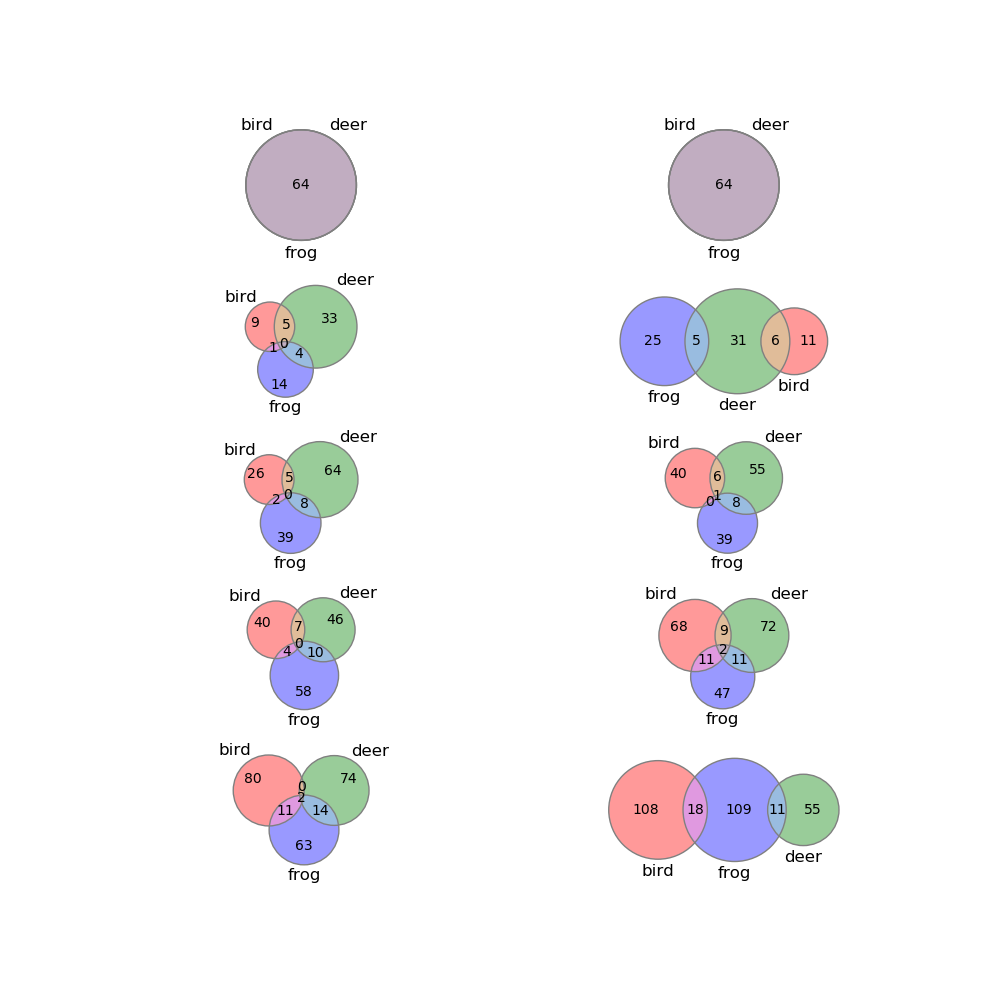 bird deer
64
frog
bird deer
64
frog
bird deer
9 5 33
1 0 4
14
frog
25 5 31 6 11
frog deer bird
bird deer
26 5 64
2 0 8
39
frog
bird deer
40 6 55
0 1 8
39
frog
bird deer
40 7 46
4 0 10
58
frog
bird deer
68 9 72
11 2 11
47
frog
bird deer
80 0 74
11 2 14
63
frog
108 18 109 11 55
bird frog deer